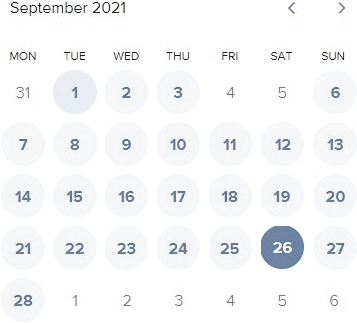 September 2021
MON TUE WED THU FRI SAT SUN
31 1 2 3 4 5 6
7 8 9 10 11 12 13
14 15 16 17 18 19 20
21 22 23 24 25 26 27
28 1 2 3 4 5 6